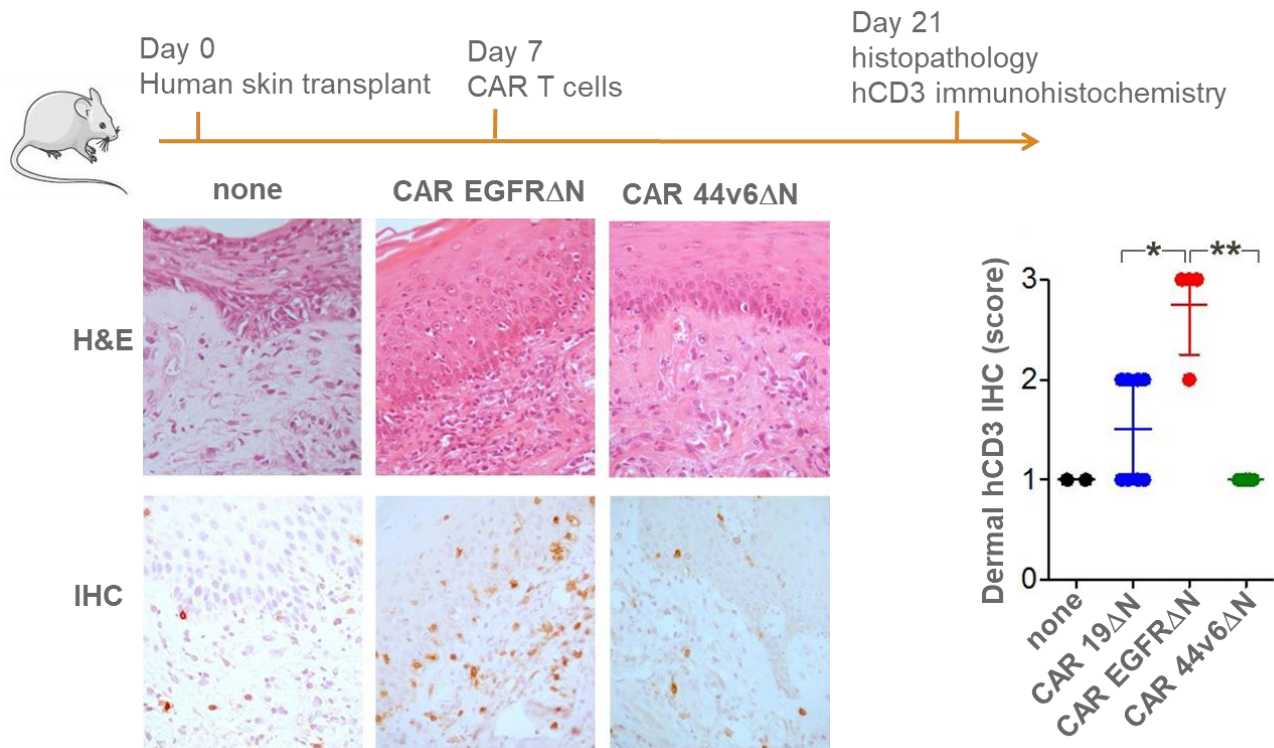 Day 0
Human skin transplant
Day 7
CAR T cells
Day 21
histopathology
hCD3 immunohistochemistry
none
CAR EGFRΔN
CAR 44v6ΔN
H&E
IHC
* **
Dermal hCD3 IHC (score)
3
2
1
0
none
CAR 19ΔN
CAR EGFRΔN
CAR 44v6ΔN